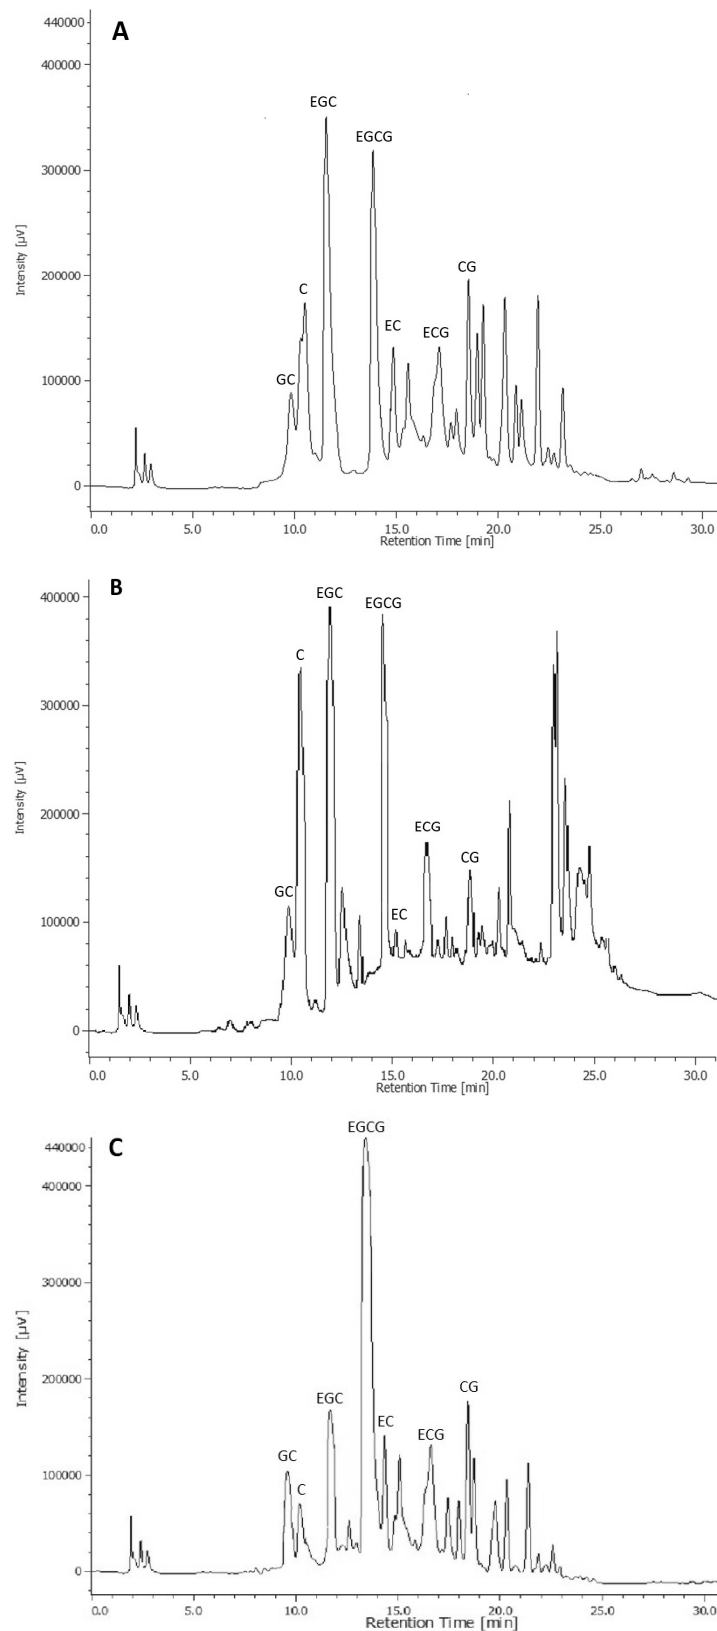 A
440000
400000
300000
200000
100000
0
Intensity [µV]
EGC
EGCG
C
CG
EC
ECG
GC
0.0 5.0 10.0 15.0 20.0 25.0 30.0
Retention Time [min]
B
400000
300000
200000
100000
0
Intensity [µV]
EGC
EGCG
C
ECG
CG
GC
EC
0.0 5.0 10.0 15.0 20.0 25.0 30.0
Retention Time [min]
EGCG
C
440000
400000
300000
200000
100000
0
Intensity [µV]
CG
EGC
EC
ECG
GC
C
0.0 5.0 10.0 15.0 20.0 25.0 30.0
Retention Time [min]